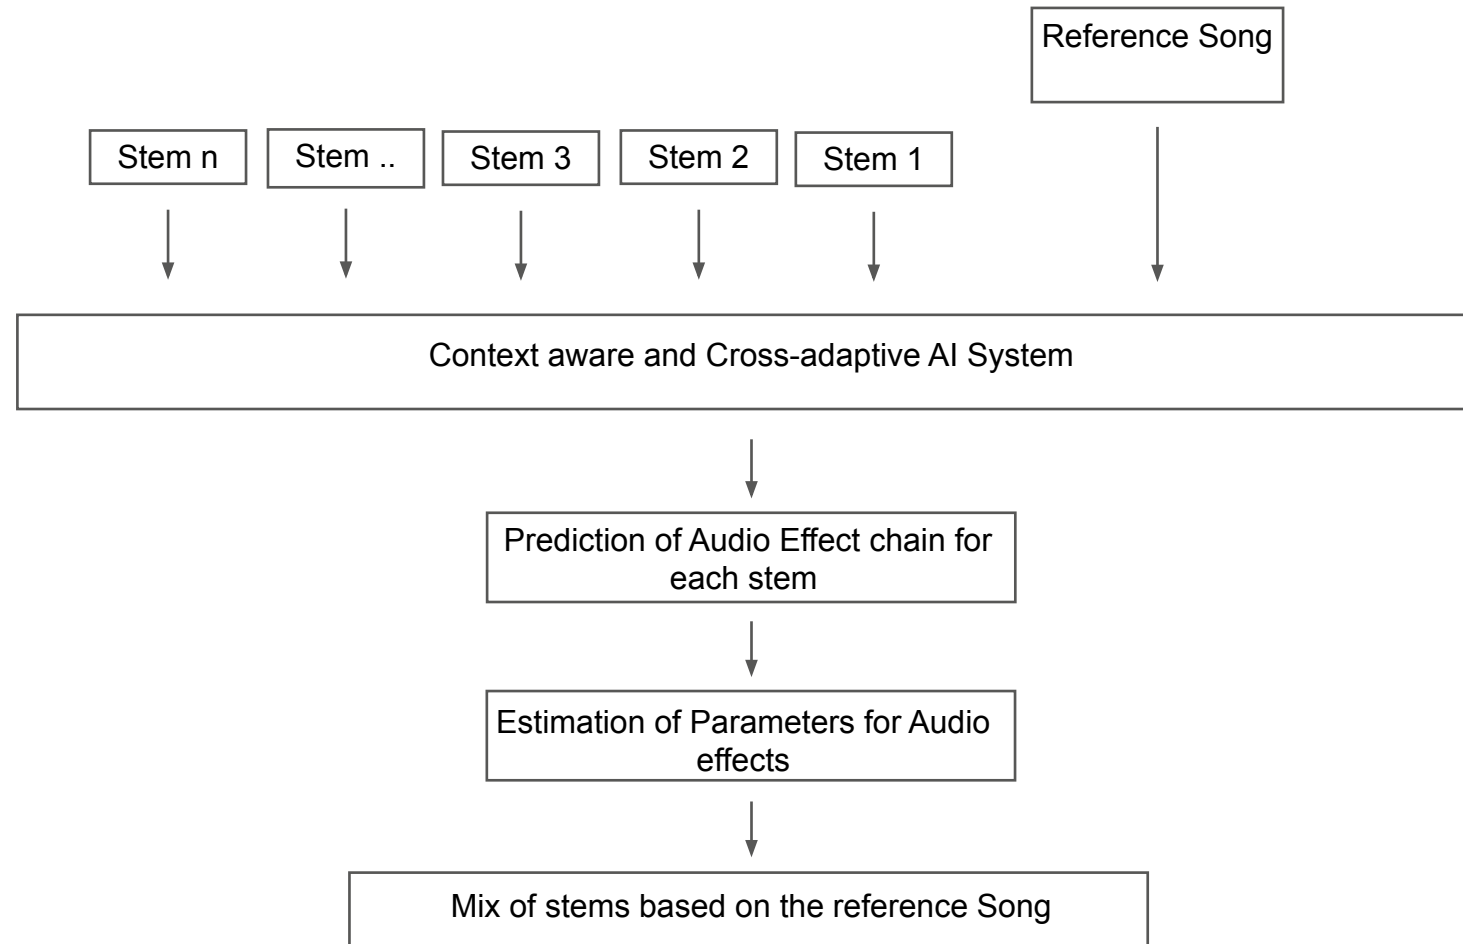 Reference Song
Stem n
Stem ..
Stem 3
Stem 2
Stem 1
Context aware and Cross-adaptive AI System
Prediction of Audio Effect chain for
each stem
Estimation of Parameters for Audio
effects
Mix of stems based on the reference Song